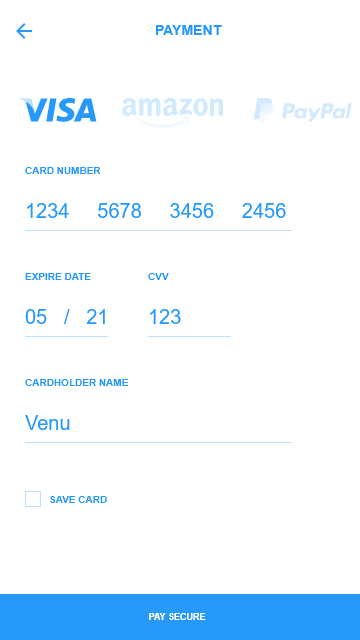 PAYMENT
VISA amazon PayPal
CARD NUMBER
1234 5678 3456 2456
EXPIRE DATE CVV
05 / 21 123
CARDHOLDER NAME
Venu
SAVE CARD
PAY SECURE